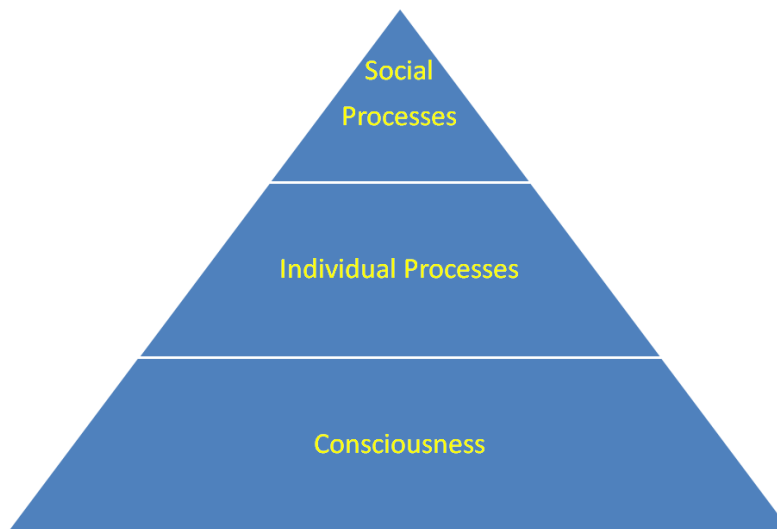 Social
Processes
Individual Processes
Consciousness